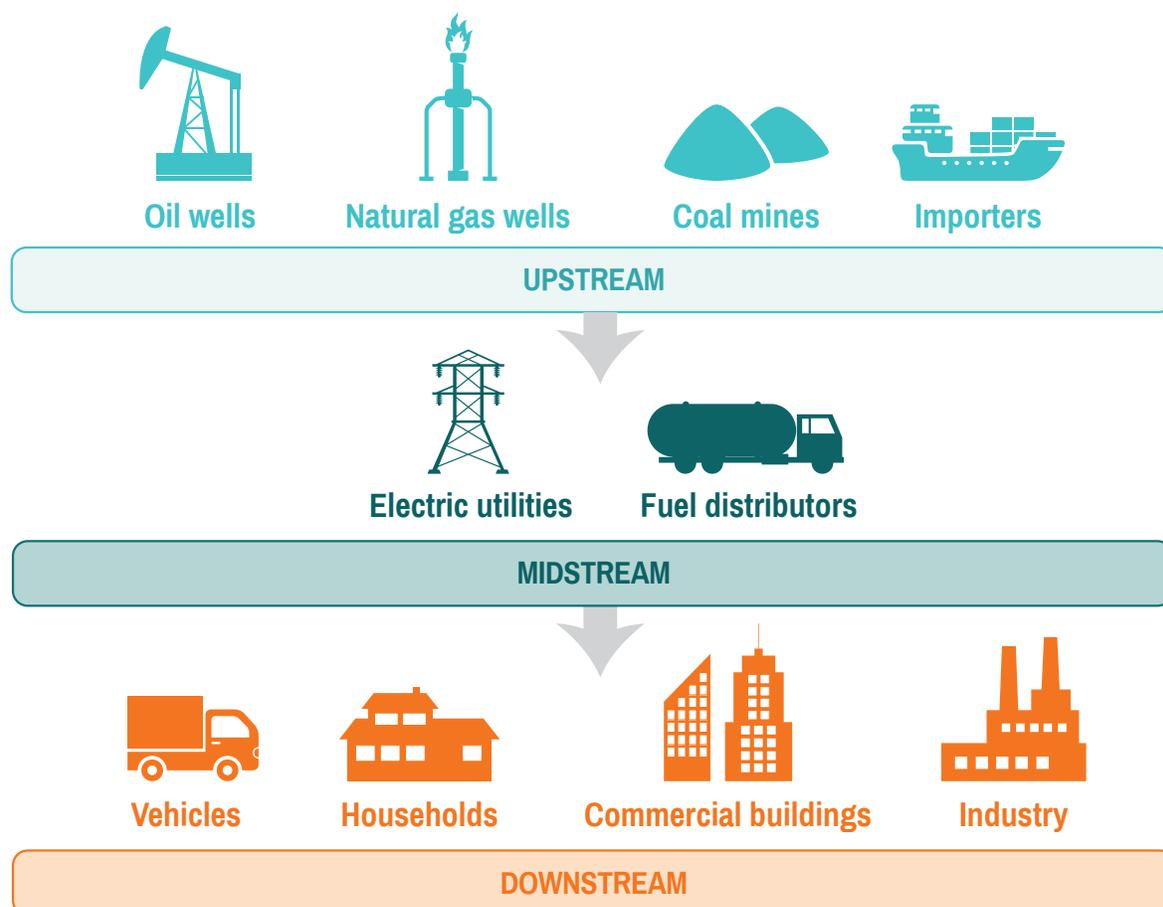 Oil wells
Natural gas wells
Coal mines
Importers
UPSTREAM
Electric utilities
Fuel distributors
MIDSTREAM
Vehicles
Households
Commercial buildings
Industry
DOWNSTREAM